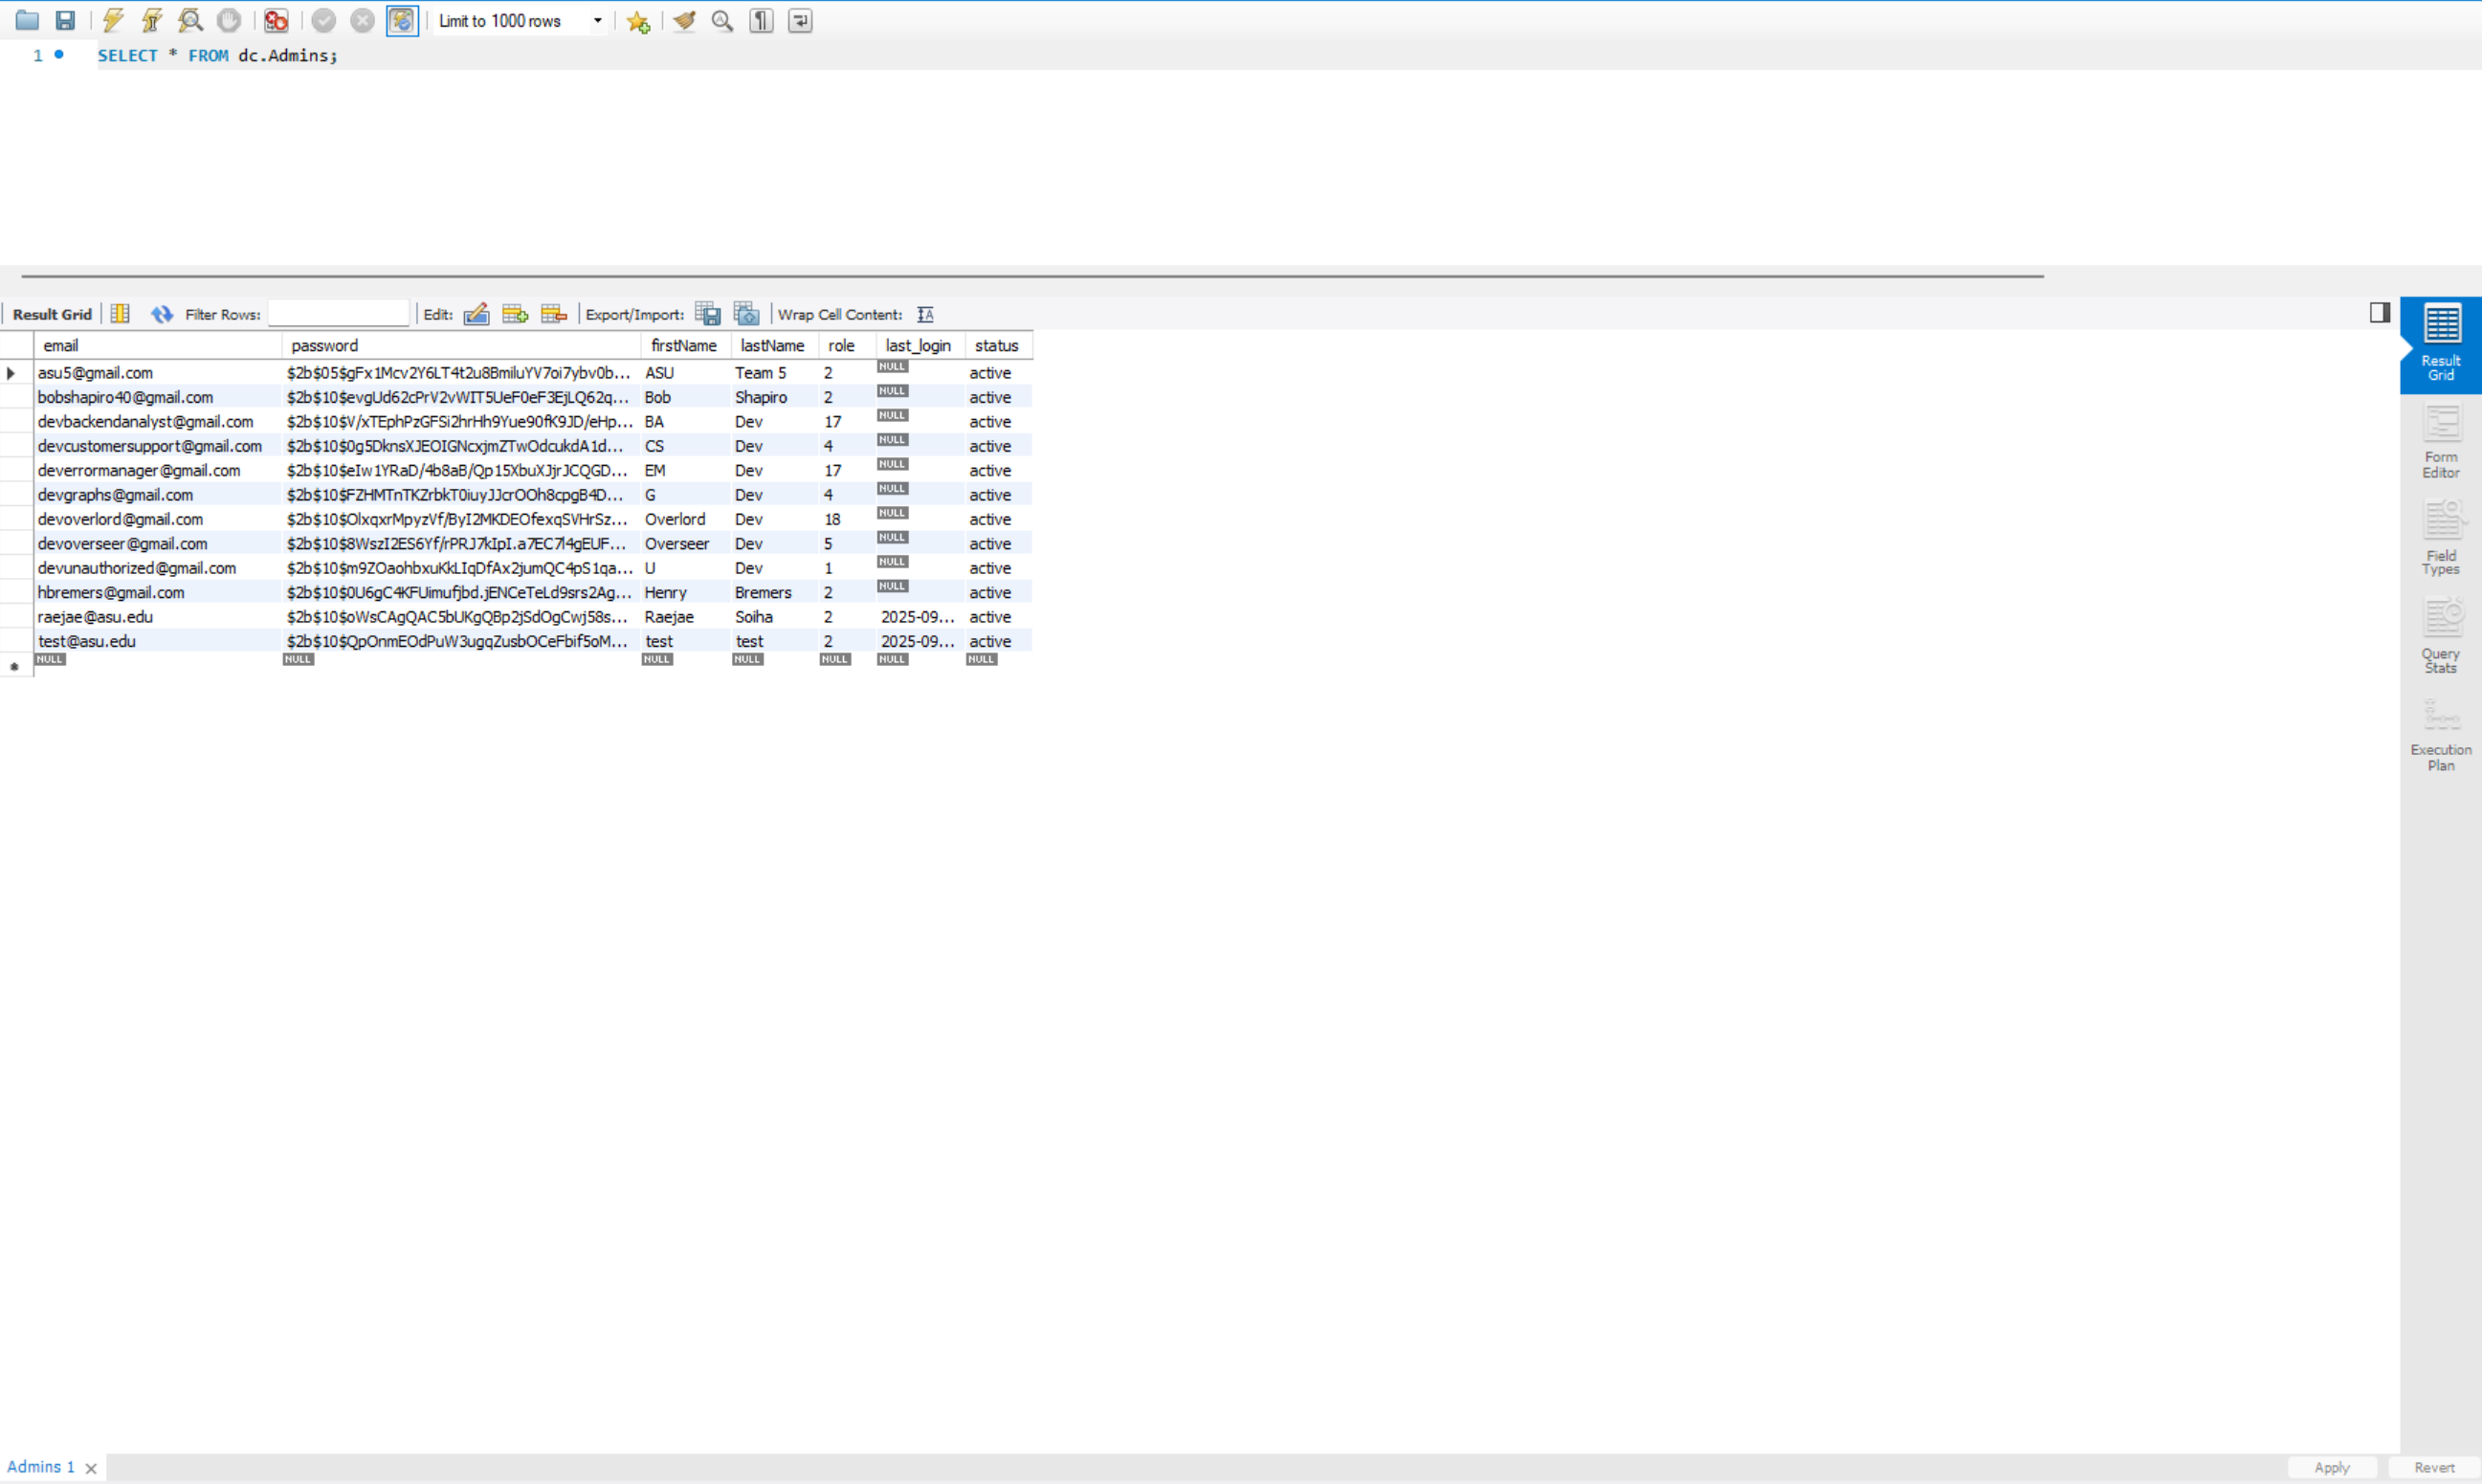 Limit to 1000 rows
1 SELECT * FROM dc.Admins;
Result Grid Filter Rows: Edit: Export/Import: Wrap Cell Content:
email password firstName lastName role last_login status
asu5@gmail.com $2b$05$gFx1Mcv2Y6LT4t2u8BmiluYV7oi7ybv0b... ASU Team 5 2 NULL active
bobshapiro40@gmail.com $2b$10$evgUd62cPrV2vWIT5UeF0eF3EjLQ62q... Bob Shapiro 2 NULL active
devbackendanalyst@gmail.com $2b$10$V/xTEphPzGFSi2hrHh9Yue90fK9JD/eHp... BA Dev 17 NULL active
devcustomersupport@gmail.com $2b$10$0g5DknsXJEOIGNcxjmZTwOdcukdA1d... CS Dev 4 NULL active
deverrormanager@gmail.com $2b$10$eIw1YRaD/4b8aB/Qp15XbuXJjrJCQGD... EM Dev 17 NULL active
devgraphs@gmail.com $2b$10$FZHMTnTKZrbkT0iuyJJcrOOh8cpgB4D... G Dev 4 NULL active
devoverlord@gmail.com $2b$10$OlxqxrMpyzVf/ByI2MKDEOfexqSVHrSz... Overlord Dev 18 NULL active
devoverseer@gmail.com $2b$10$8WszI2ES6Yf/rPRJ7kIpI.a7EC7l4gEUF... Overseer Dev 5 NULL active
devunauthorized@gmail.com $2b$10$m9ZOaohbxuKkLIqDfAx2jumQC4pS1qa... U Dev 1 NULL active
hbremers@gmail.com $2b$10$0U6gC4KFUimufjbd.jENCeTeLd9srs2Ag... Henry Bremers 2 NULL active
raejae@asu.edu $2b$10$oWsCAgQAC5bUKgQBp2jSdOgCwj58s... Raejae Soiha 2 2025-09... active
test@asu.edu $2b$10$QpOnmEOdPuW3ugqZusbOCeFbif5oM... test test 2 2025-09... active
NULL NULL NULL NULL NULL NULL NULL
Result
Grid
Form
Editor
Field
Types
Query
Stats
Execution
Plan
Admins 1
Apply Revert